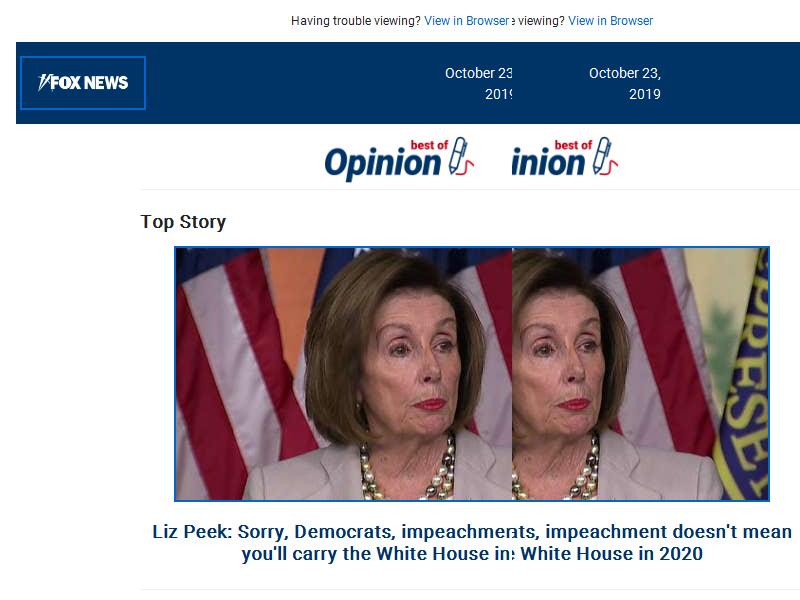 Having trouble viewing? View in Browser viewing? View in Browser
FOX NEWS
October 23
2019
October 23,
2019
best of
Opinion
best of
inion
Top Story
PRESE
Liz Peek: Sorry, Democrats, impeachments, impeachment doesn't mean
you'll carry the White House in White House in 2020